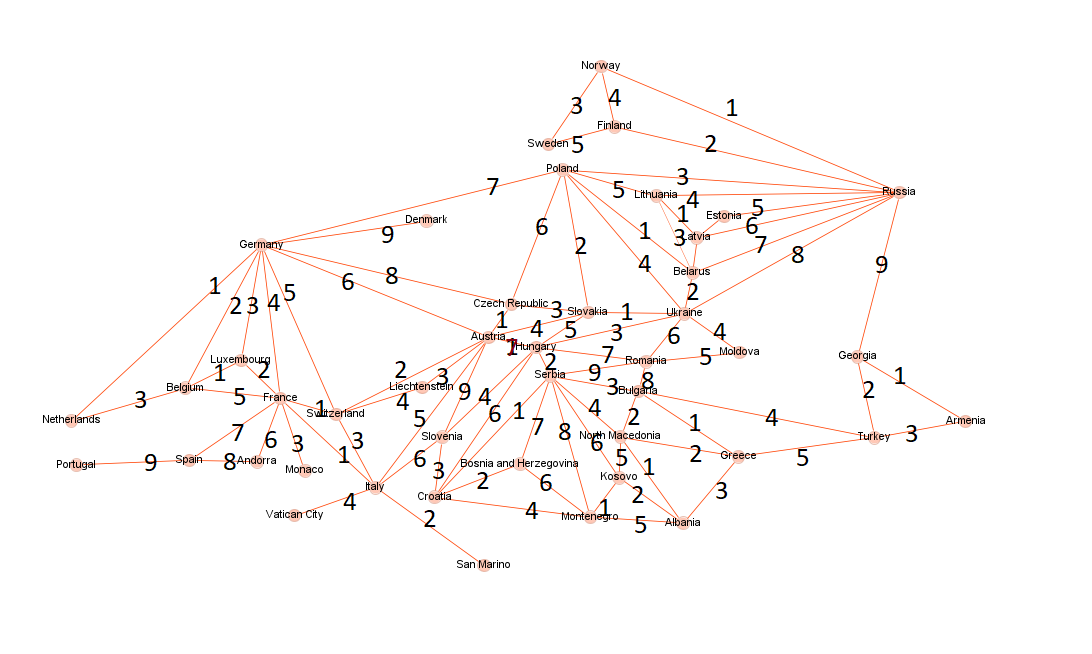 Norway
3
4
1
Finland
Sweden
5
2
Poland
3
7
5
Lithuania
4
Russia
1
5
Estonia
Denmark
9
6
1
6
Germany
2
3
Latvia
7
8
4
Belarus
9
8
6
1
2
3
4
5
2
Czech Republic
3
Slovakia
1
Ukraine
1
4
5
3
6
4
Austria
Hungary
2
7
5
Moldova
Georgia
Romania
Luxembourg
1
2
2
3
9
Serbia
9
3
8
Bulgaria
2
1
Belgium
5
Liechtenstein
4
3
France
1
Switzerland
5
9
4
6
1
7
4
2
1
4
Netherlands
Armenia
7
6
3
3
1
Slovenia
8
6
North Macedonia
5
1
2
Turkey
3
Portugal
9
Spain
8
Andorra
Monaco
6
3
Bosnia and Herzegovina
2
6
Kosovo
2
Greece
5
3
Italy
4
Croatia
4
1
Vatican City
2
Montenegro
5
Albania
San Marino